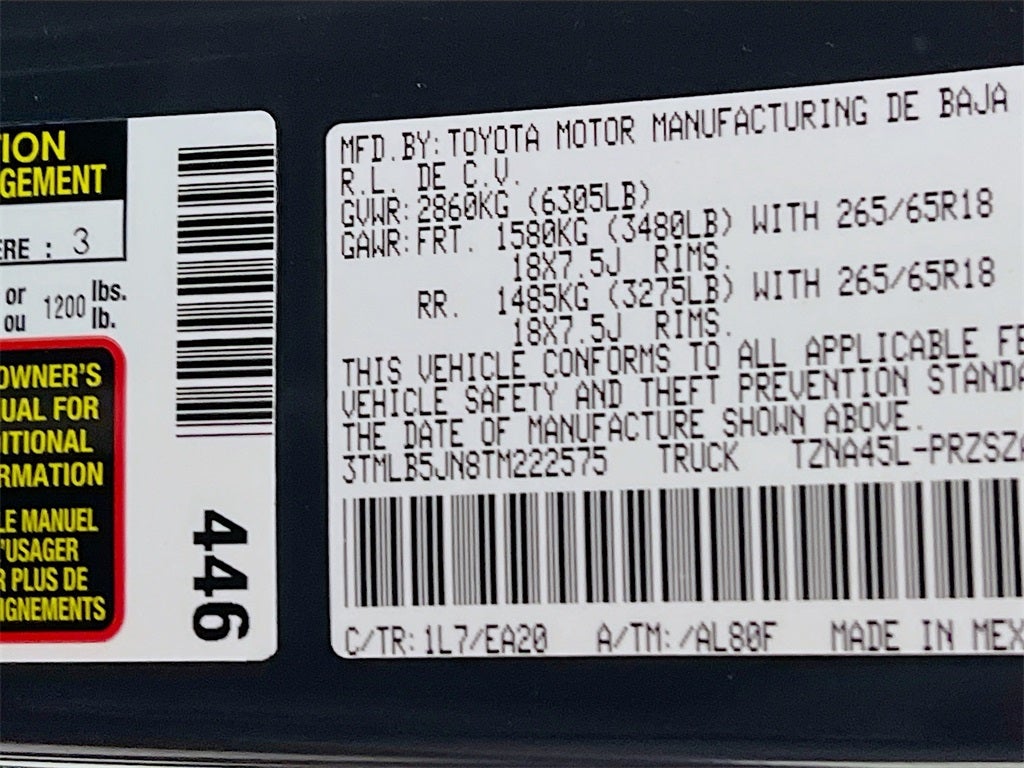 ION
GEMENT
ERE : 3
or 1200 lbs.
ou lb.
OWNER'S
UAL FOR
DITIONAL
RMATION
LE MANUEL
'USAGER
R PLUS DE
IGNEMENTS
446
MFD.BY:TOYOTA MOTOR MANUFACTURING DE BAJA
R.L. DE C.V.
GVWR:2860KG (6305LB)
GAWR:FRT. 1580KG (3480LB) WITH 265/65R18
18X7.5J RIMS.
RR. 1485KG (3275LB) WITH 265/65R18
18X7.5J RIMS.
THIS VEHICLE CONFORMS TO ALL APPLICABLE FE
VEHICLE SAFETY AND THEFT PREVENTION STANDA
THE DATE OF MANUFACTURE SHOWN ABOVE.
3TMLB5JN8TM222575 TRUCK TZNA45L-PRZSZ
C/TR:1L7/EA20 A/TM:/AL80F MADE IN MEX